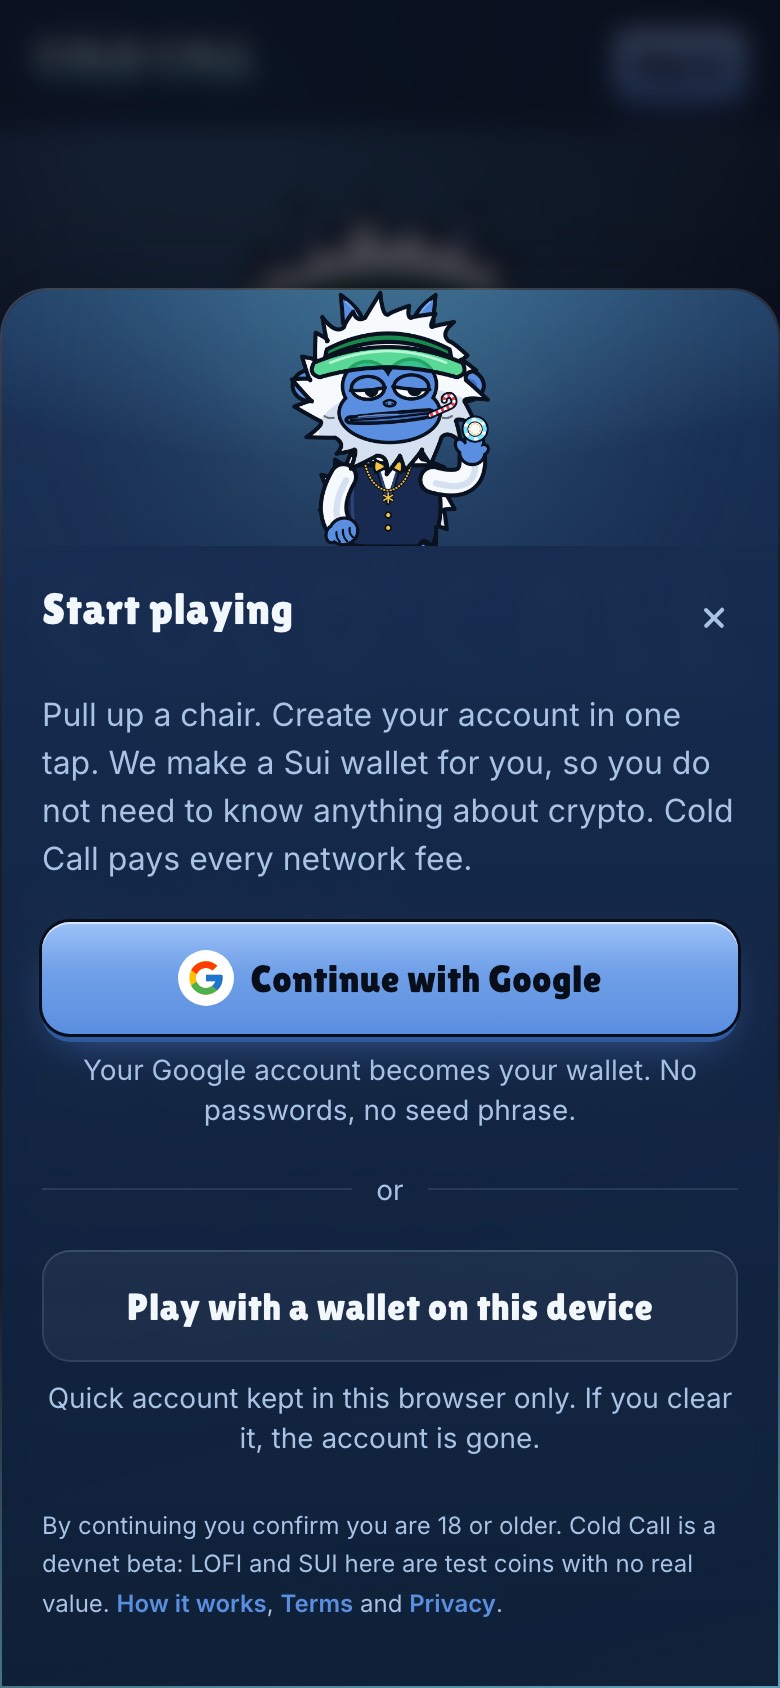 Start playing
Pull up a chair. Create your account in one
tap. We make a Sui wallet for you, so you do
not need to know anything about crypto. Cold
Call pays every network fee.
Continue with Google
Your Google account becomes your wallet. No
passwords, no seed phrase.
or
Play with a wallet on this device
Quick account kept in this browser only. If you clear
it, the account is gone.
By continuing you confirm you are 18 or older. Cold Call is a
devnet beta: LOFI and SUI here are test coins with no real
value. How it works, Terms and Privacy.